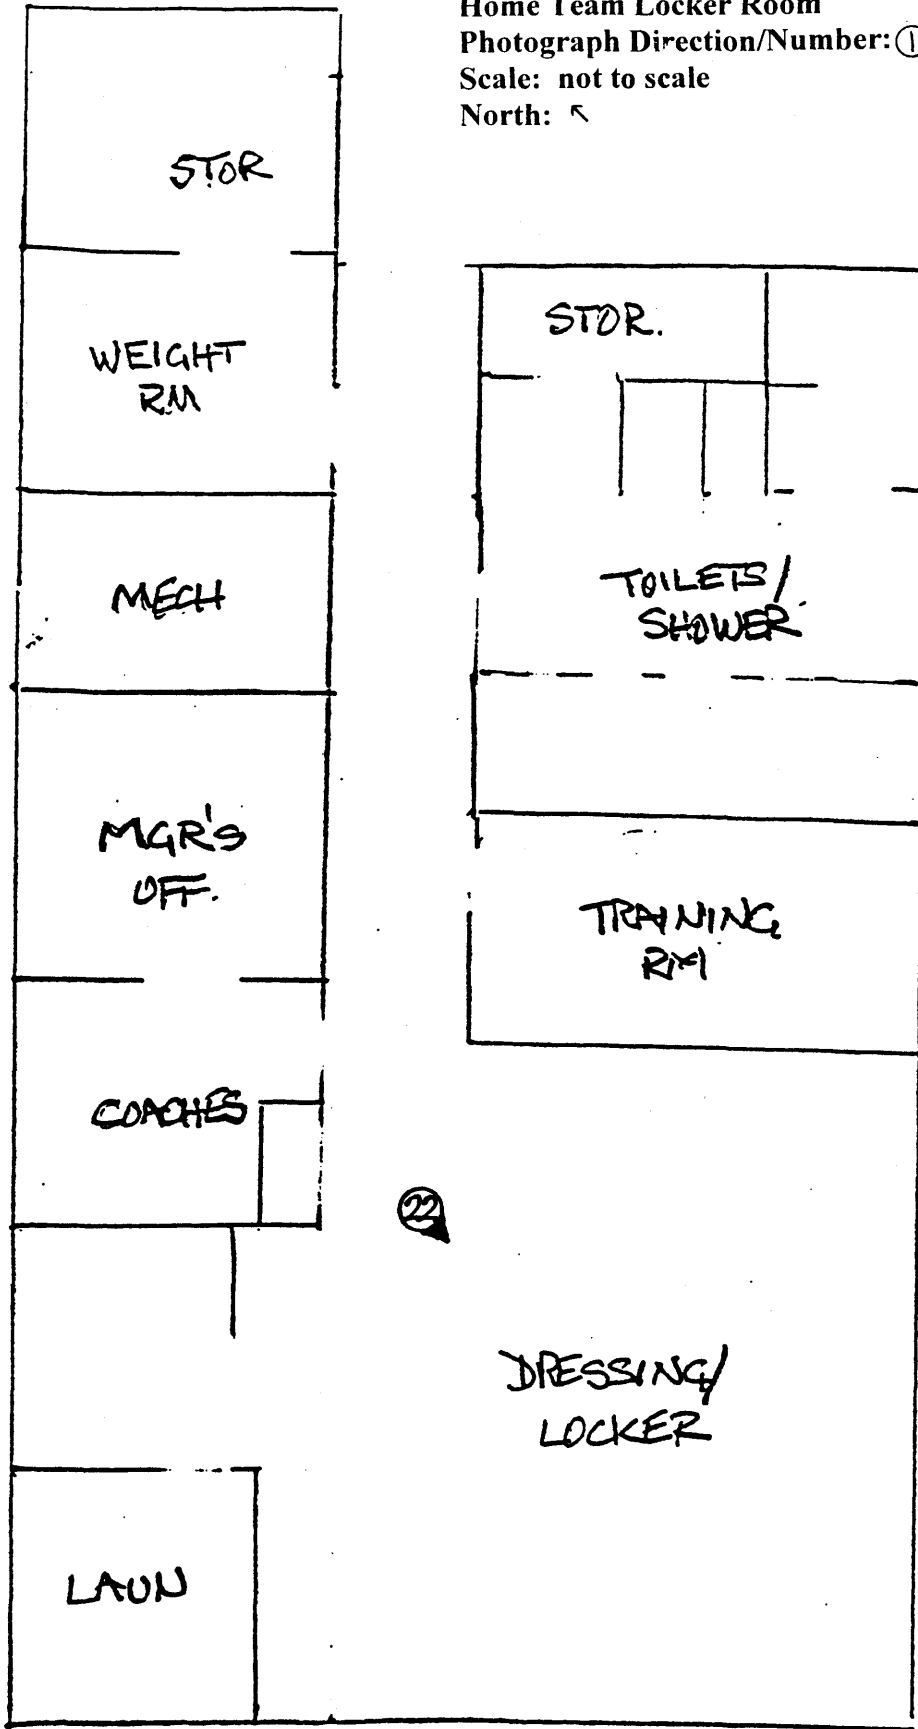 Home Team Locker Room
Photograph Direction/Number: ①
Scale: not to scale
North: ↖
STOR
STOR.
WEIGHT
RM
MECH
TOILETS/
SHOWER
MGR'S
OFF.
TRAINING
RM
COACHES
22
DRESSING/
LOCKER
LAUN